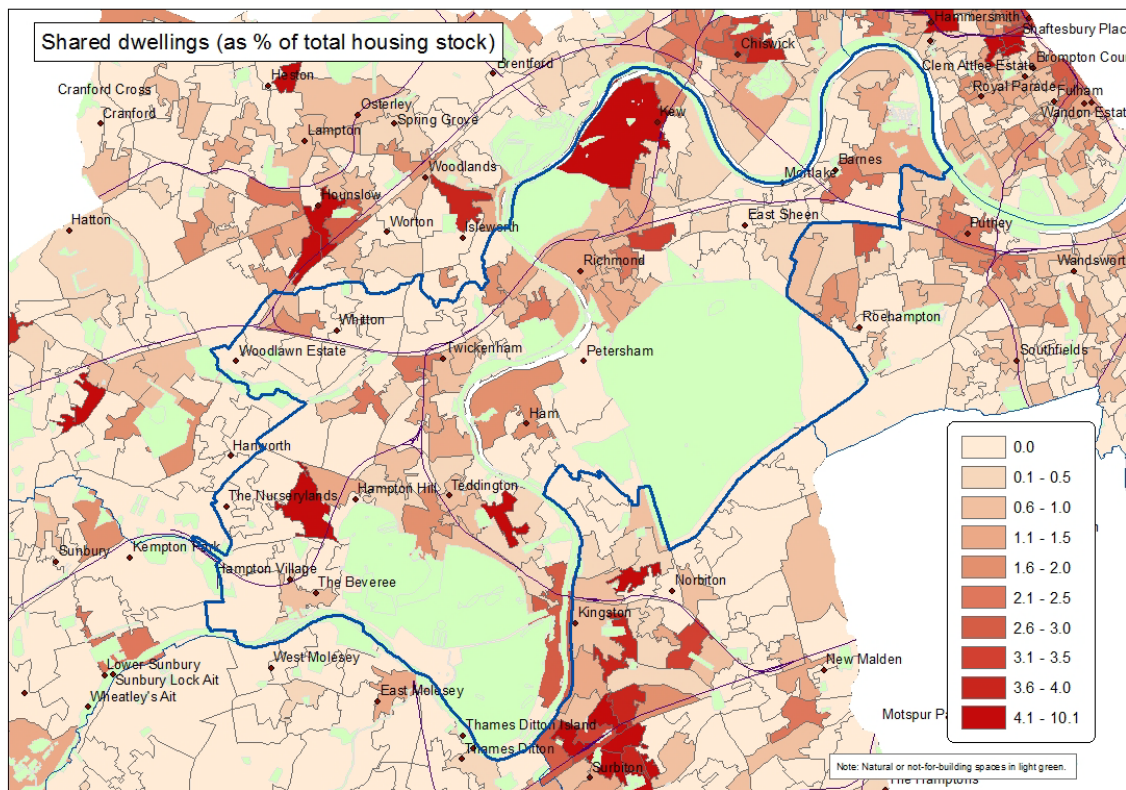 Shared dwellings (as % of total housing stock)
Hammersmith
Shaftesbury Plac
Chiswick
Brentford
Clem Attlee Estate
Brompton Cour
Heston
Cranford Cross
Royal Parade
Fulham
Osterley
Kew
Wandon Estate
Cranford
Spring Grove
Lampton
Barnes
Woodlands
Mortlake
Hounslow
Hatton
Worton
Isleworth
East Sheen
Putney
Richmond
Wandswort
Whitton
Roehampton
Woodlawn Estate
Twickenham
Petersham
Southfields
Ham
Hanworth
The Nurserylands
Hampton Hill
Teddington
Sunbury
Kempton Park
Hampton Village
The Beveree
Norbiton
Kingston
Lower Sunbury
Sunbury Lock Ait
Wheatley's Ait
West Molesey
New Malden
East Molesey
Motspur Pa
Thames Ditton Island
Thames Ditton
Surbiton
The Hamptons
0.0
0.1 - 0.5
0.6 - 1.0
1.1 - 1.5
1.6 - 2.0
2.1 - 2.5
2.6 - 3.0
3.1 - 3.5
3.6 - 4.0
4.1 - 10.1
Note: Natural or not-for-building spaces in light green.